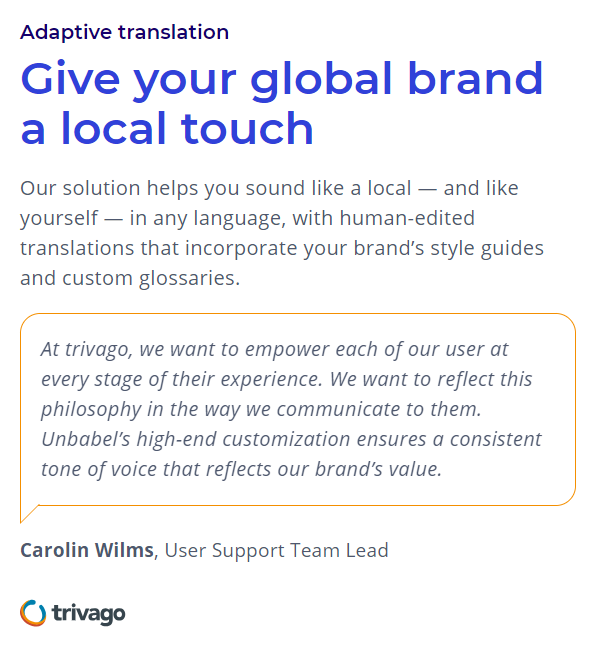 Adaptive translation
Give your global brand
a local touch
Our solution helps you sound like a local — and like
yourself — in any language, with human-edited
translations that incorporate your brand’s style guides
and custom glossaries.
At trivago, we want to empower each of our user at
every stage of their experience. We want to reflect this
philosophy in the way we communicate to them.
Unbabel’s high-end customization ensures a consistent
tone of voice that reflects our brand’s value.
Carolin Wilms, User Support Team Lead
trivago